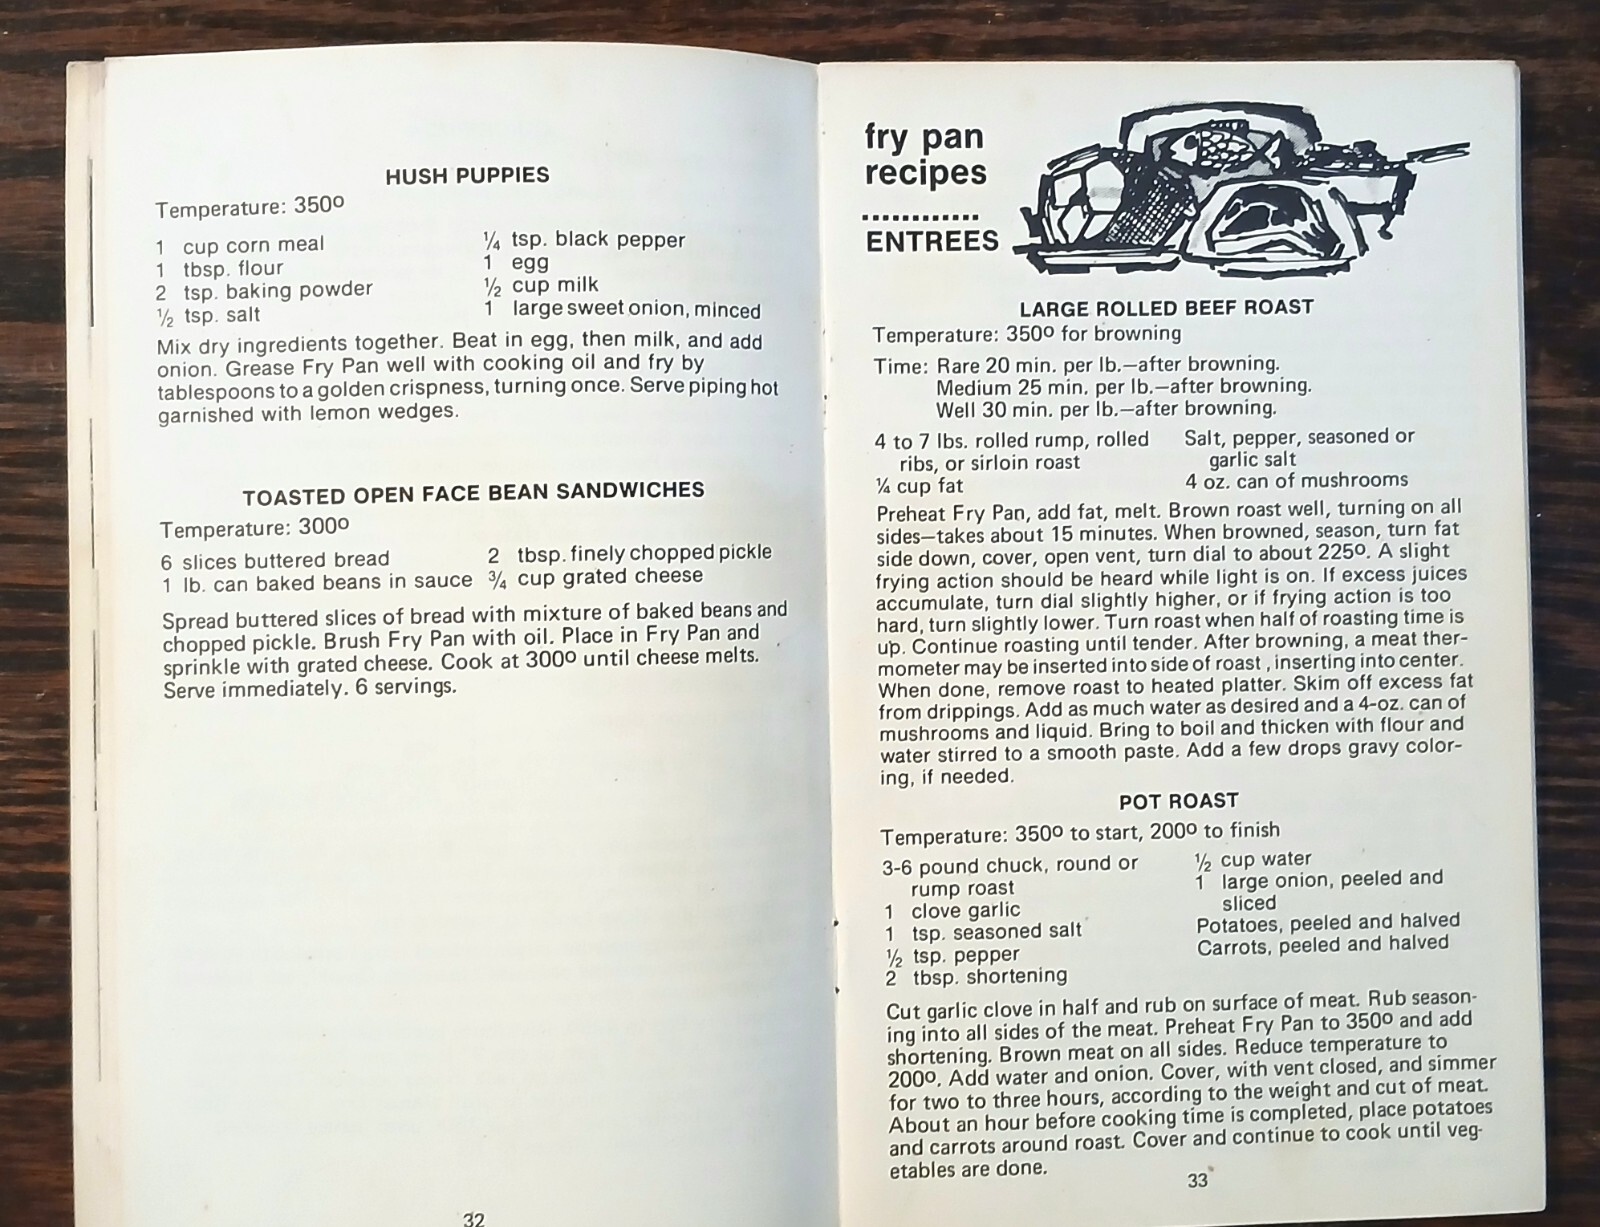 HUSH PUPPIES
Temperature: 350º
1 cup corn meal
1 tbsp. flour
2 tsp. baking powder
½ tsp. salt
¼ tsp. black pepper
1 egg
½ cup milk
1 large sweet onion, minced
Mix dry ingredients together. Beat in egg, then milk, and add
onion. Grease Fry Pan well with cooking oil and fry by
tablespoons to a golden crispness, turning once. Serve piping hot
garnished with lemon wedges.
TOASTED OPEN FACE BEAN SANDWICHES
Temperature: 300º
6 slices buttered bread
1 lb. can baked beans in sauce
2 tbsp. finely chopped pickle
¾ cup grated cheese
Spread buttered slices of bread with mixture of baked beans and
chopped pickle. Brush Fry Pan with oil. Place in Fry Pan and
sprinkle with grated cheese. Cook at 300º until cheese melts.
Serve immediately. 6 servings.
32
fry pan
recipes
ENTREES
LARGE ROLLED BEEF ROAST
Temperature: 350º for browning
Time: Rare 20 min. per lb.—after browning.
Medium 25 min. per lb.—after browning.
Well 30 min. per lb.—after browning.
4 to 7 lbs. rolled rump, rolled
ribs, or sirloin roast
¼ cup fat
Salt, pepper, seasoned or
garlic salt
4 oz. can of mushrooms
Preheat Fry Pan, add fat, melt. Brown roast well, turning on all
sides—takes about 15 minutes. When browned, season, turn fat
side down, cover, open vent, turn dial to about 225º. A slight
frying action should be heard while light is on. If excess juices
accumulate, turn dial slightly higher, or if frying action is too
hard, turn slightly lower. Turn roast when half of roasting time is
up. Continue roasting until tender. After browning, a meat ther-
mometer may be inserted into side of roast , inserting into center.
When done, remove roast to heated platter. Skim off excess fat
from drippings. Add as much water as desired and a 4-oz. can of
mushrooms and liquid. Bring to boil and thicken with flour and
water stirred to a smooth paste. Add a few drops gravy color-
ing, if needed.
POT ROAST
Temperature: 350º to start, 200º to finish
3-6 pound chuck, round or
rump roast
1 clove garlic
1 tsp. seasoned salt
½ tsp. pepper
2 tbsp. shortening
½ cup water
1 large onion, peeled and
sliced
Potatoes, peeled and halved
Carrots, peeled and halved
Cut garlic clove in half and rub on surface of meat. Rub season-
ing into all sides of the meat. Preheat Fry Pan to 350º and add
shortening. Brown meat on all sides. Reduce temperature to
200º. Add water and onion. Cover, with vent closed, and simmer
for two to three hours, according to the weight and cut of meat.
About an hour before cooking time is completed, place potatoes
and carrots around roast. Cover and continue to cook until veg-
etables are done.
33